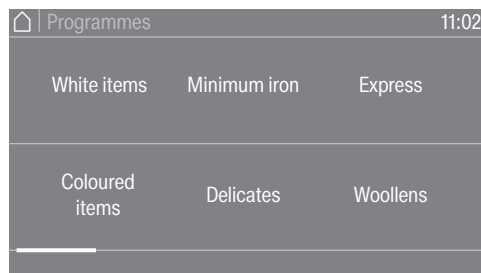 Programmes 11:02
White items Minimum iron Express
Coloured
items Delicates Woollens